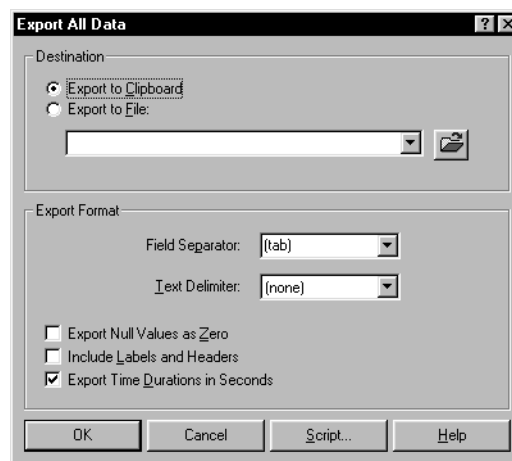 Export All Data
Destination
Export to Clipboard
Export to File:
Export Format
Field Separator: (tab)
Text Delimiter: (none)
Export Null Values as Zero
Include Labels and Headers
Export Time Durations in Seconds
OK Cancel Script... Help